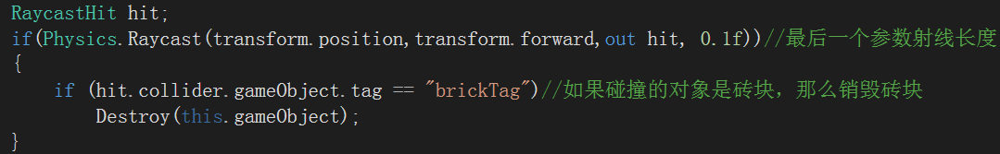 RaycastHit hit;
if(Physics.Raycast(transform.position,transform.forward,out hit, 0.1f))//最后一个参数射线长度
{
if (hit.collider.gameObject.tag == "brickTag")//如果碰撞的对象是砖块，那么销毁砖块
Destroy(this.gameObject);
}